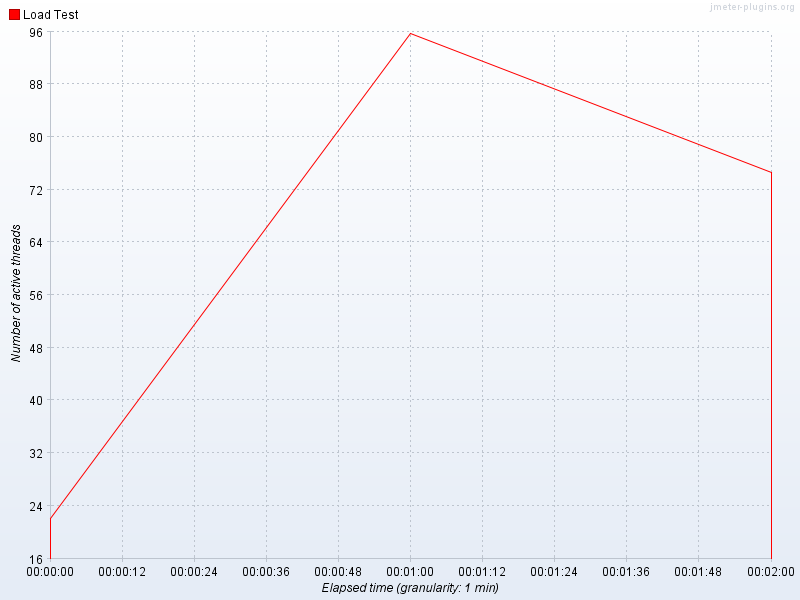 jmeter-plugins.org
Load Test
96
88
80
72
64
56
48
40
32
24
16
Number of active threads
00:00:00 00:00:12 00:00:24 00:00:36 00:00:48 00:01:00 00:01:12 00:01:24 00:01:36 00:01:48 00:02:00
Elapsed time (granularity: 1 min)